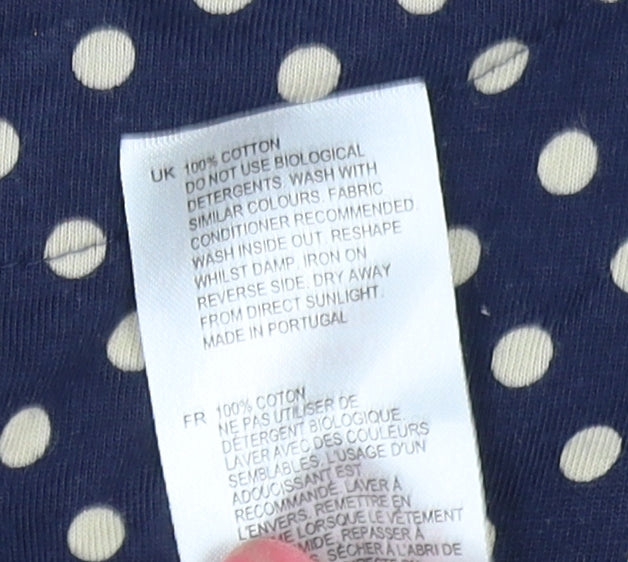 UK 100% COTTON
DO NOT USE BIOLOGICAL
DETERGENTS. WASH WITH
SIMILAR COLOURS. FABRIC
CONDITIONER RECOMMENDED.
WASH INSIDE OUT. RESHAPE
WHILST DAMP. IRON ON
REVERSE SIDE. DRY AWAY
FROM DIRECT SUNLIGHT.
MADE IN PORTUGAL
FR 100% COTON
NE PAS UTILISER DE
DÉTERGENT BIOLOGIQUE.
LAVER AVEC DES COULEURS
SEMBLABLES. L'USAGE D'UN
ADOUCISSANT EST
RECOMMANDÉ. LAVER À
L'ENVERS. REMETTRE EN
LORSQUE LE VÊTEMENT
REPASSER À
SÉCHER À L'ABRI DE